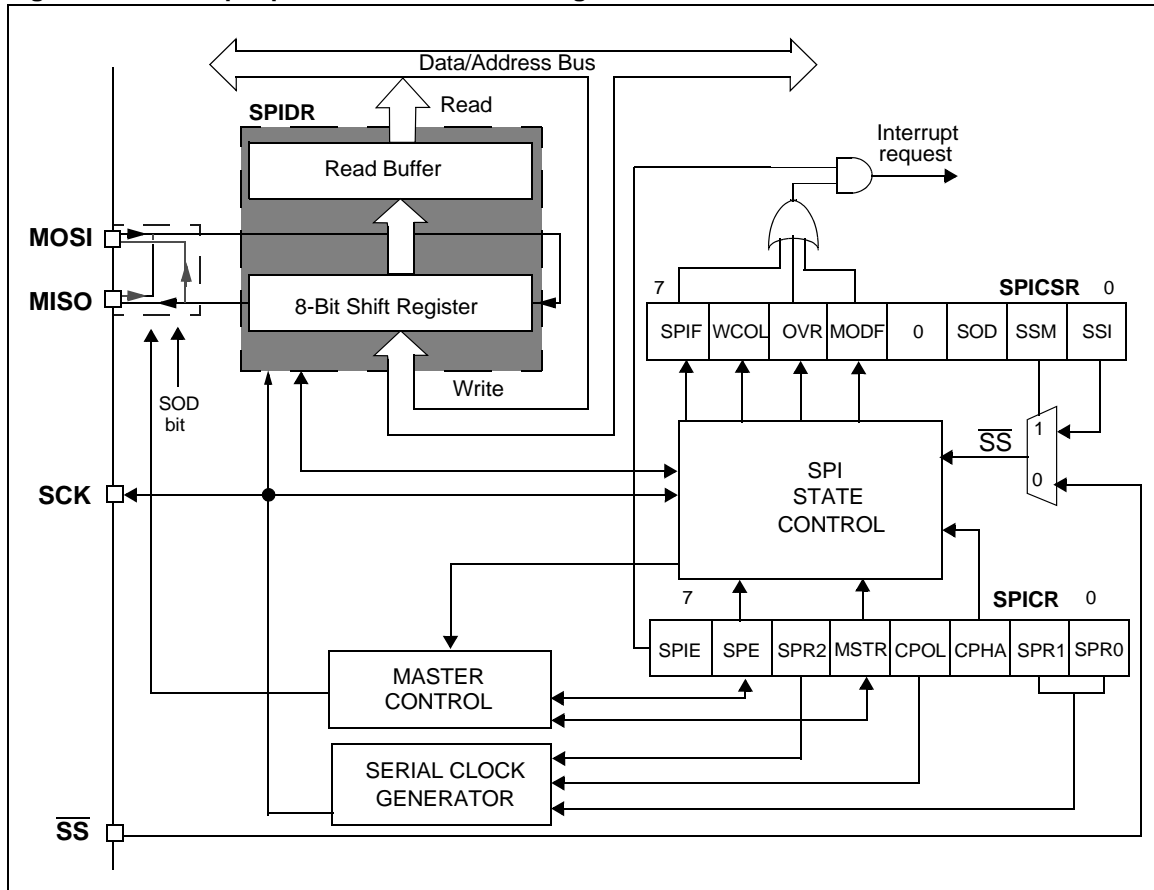 Data/Address Bus
Read
SPIDR
Interrupt
request
Read Buffer
MOSI
MISO
8-Bit Shift Register
7
SPICSR
0
SPIF
WCOL
OVR
MODF
0
SOD
SSM
SSI
Write
SOD
bit
1
SS
0
SPI
STATE
CONTROL
SCK
7
SPICR
0
SPIE
SPE
SPR2
MSTR
CPOL
CPHA
SPR1
SPR0
MASTER
CONTROL
SERIAL CLOCK
GENERATOR
SS